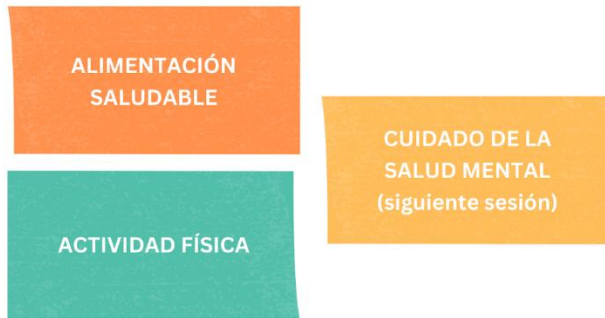 ALIMENTACIÓN
SALUDABLE
ACTIVIDAD FÍSICA
CUIDADO DE LA
SALUD MENTAL
(siguiente sesión)